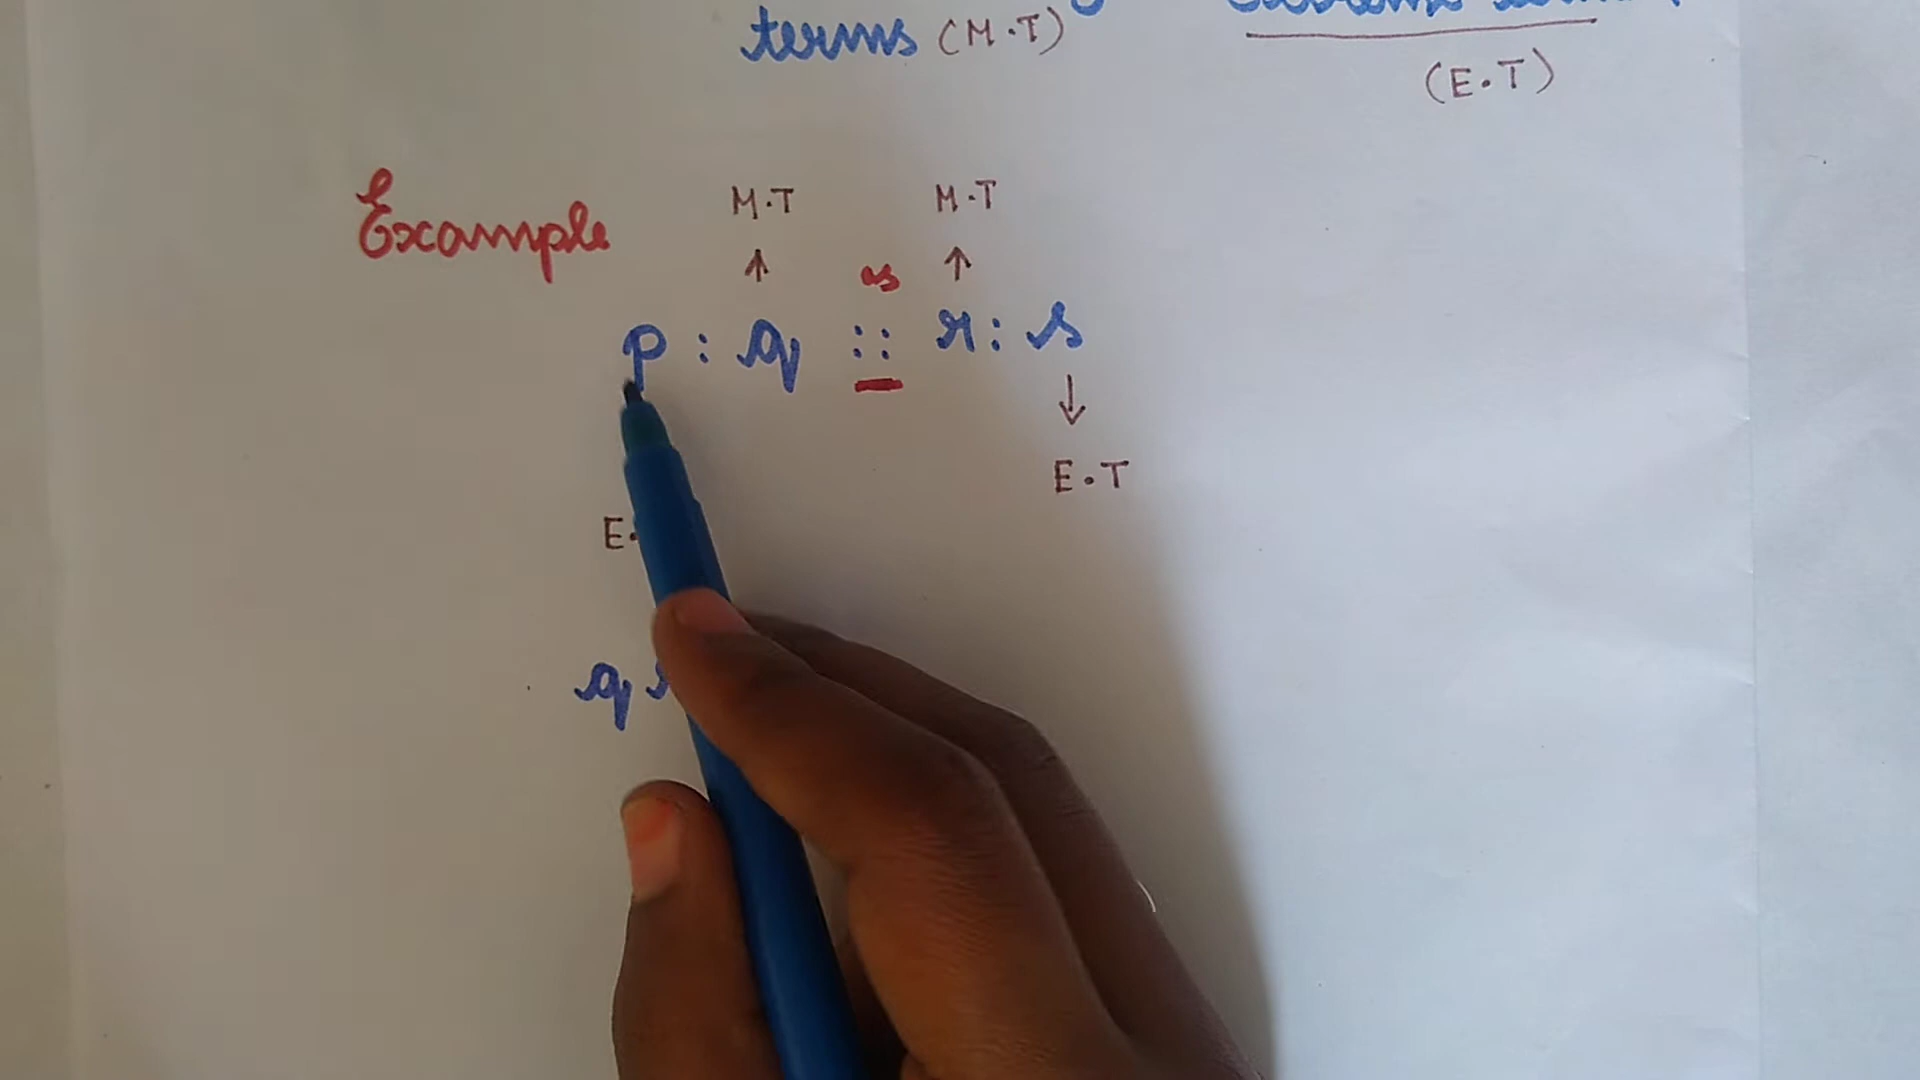 terms (M.T)
(E.T)
Example
M.T M.T
as
p : q :: r : s
E.T
E.
q